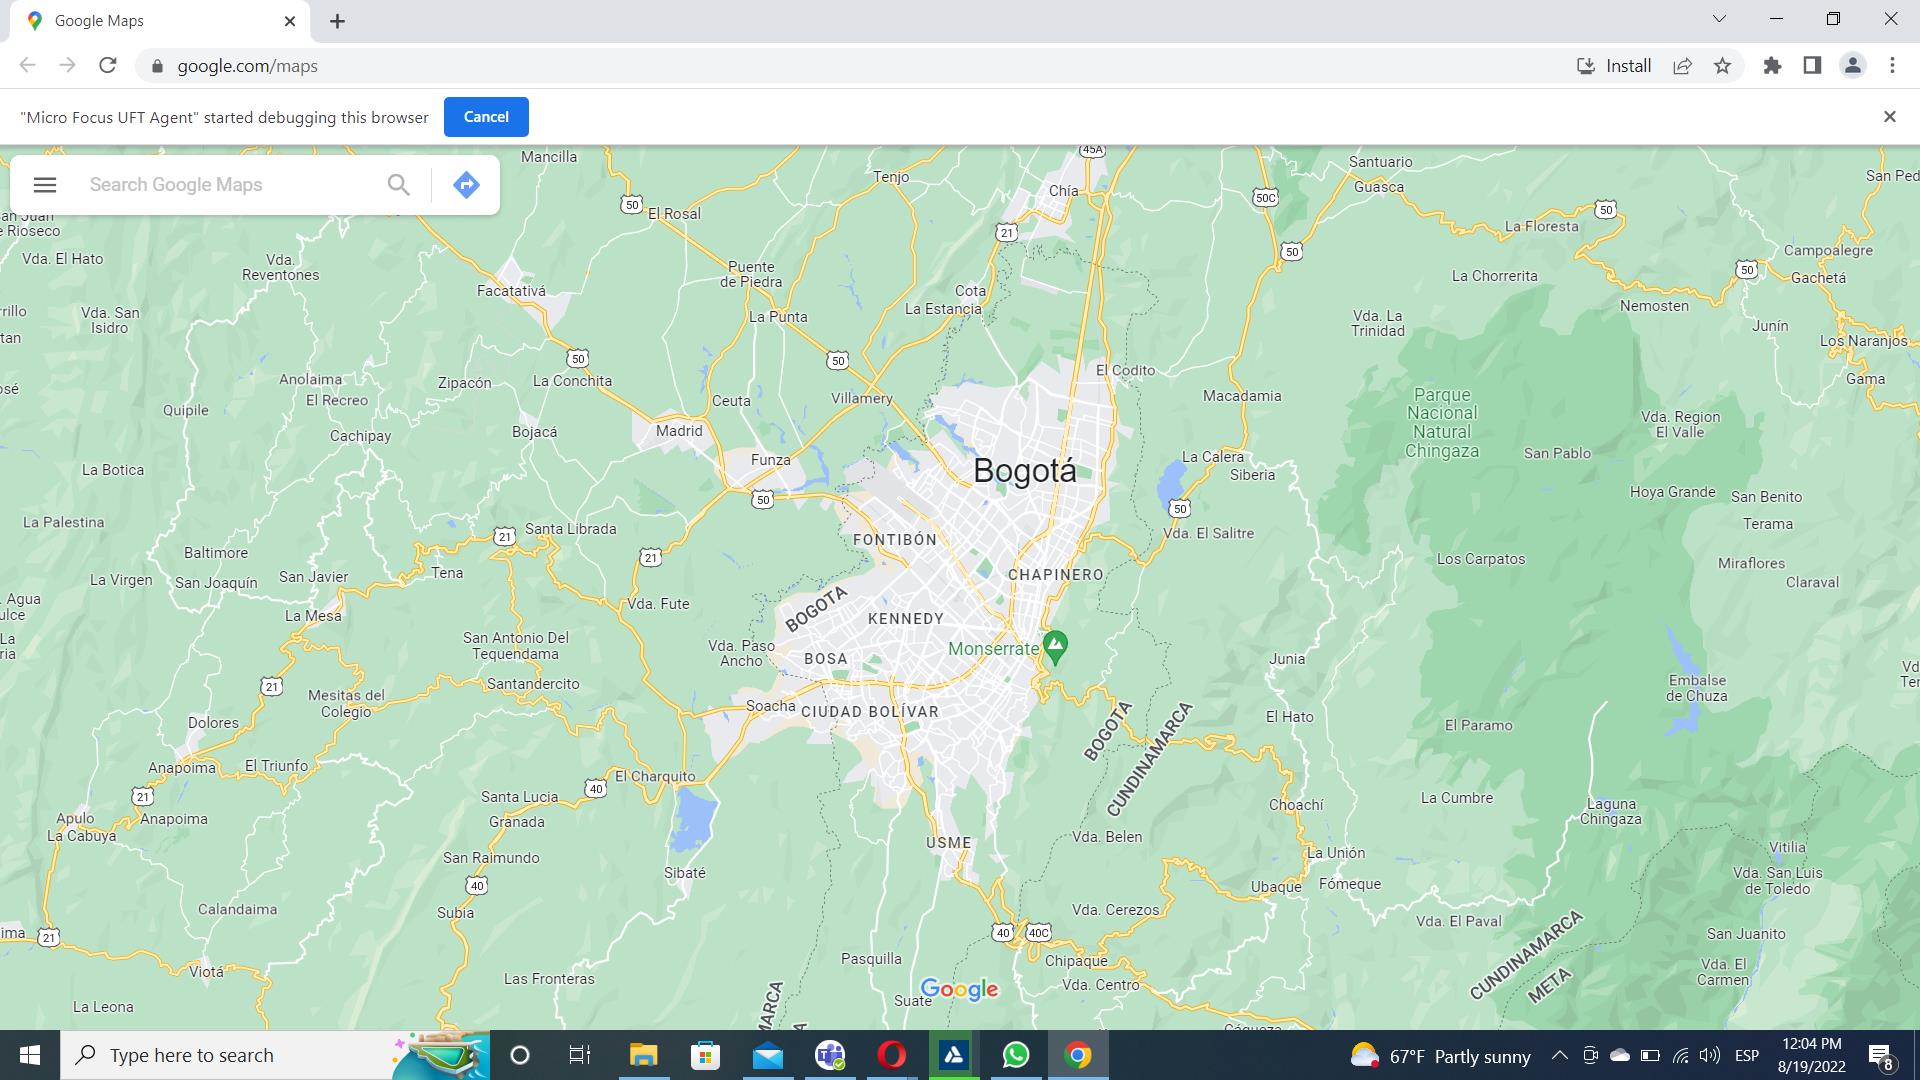 Google Maps
google.com/maps
Install
"Micro Focus UFT Agent" started debugging this browser
Cancel
Search Google Maps
Mancilla
45A
Santuario
Guasca
San Ped
50
El Rosal
Tenjo
Chía
50C
50
La Floresta
an Juan
e Rioseco
21
50
Campoalegre
Gachetá
Vda. El Hato
Vda.
Reventones
Facatativá
Puente
de Piedra
Cota
La Estancia
La Chorrerita
50
Nemosten
rrillo
tan
Vda. San
Isidro
La Punta
Vda. La
Trinidad
Junín
Los Naranjos
50
La Conchita
50
El Codito
Gama
osé
Anolaima
El Recreo
Zipacón
Quipile
Ceuta
Villamery
Macadamia
Parque
Nacional
Natural
Chingaza
Vda. Region
El Valle
Cachipay
Bojacá
Madrid
La Botica
Funza
Bogotá
La Calera
Siberia
San Pablo
50
50
Hoya Grande
San Benito
Terama
La Palestina
21
Santa Librada
FONTIBÓN
Vda. El Salitre
Baltimore
21
Los Carpatos
Miraflores
Claraval
La Virgen
San Joaquín
San Javier
Tena
CHAPINERO
. Agua
ulce
La Mesa
Vda. Fute
BOGOTA
KENNEDY
La
ria
San Antonio Del
Tequendama
Vda. Paso
Ancho
BOSA
Monserrate
Junia
Vd
Ter
21
Mesitas del
Colegio
Santandercito
Soacha
CIUDAD BOLÍVAR
Embalse
de Chuza
Dolores
BOGOTA
CUNDINAMARCA
El Hato
El Paramo
Anapoima
El Triunfo
El Charquito
21
40
Santa Lucia
Granada
Choachí
La Cumbre
Laguna
Chingaza
Apulo
La Cabuya
Anapoima
USME
Vda. Belen
La Unión
Vitilia
San Raimundo
Sibaté
Vda. San Luis
de Toledo
40
Ubaque
Fómeque
Calandaima
Subia
Vda. Cerezos
Vda. El Paval
ima
21
40
40C
San Juanito
Viotá
Las Fronteras
Pasquilla
Chipaque
CUNDINAMARCA
META
Vda. El
Carmen
La Leona
Google
Suate
Vda. Centro
MARCA
A
Cáqueza
Type here to search
67°F Partly sunny
ESP
12:04 PM
8/19/2022
8